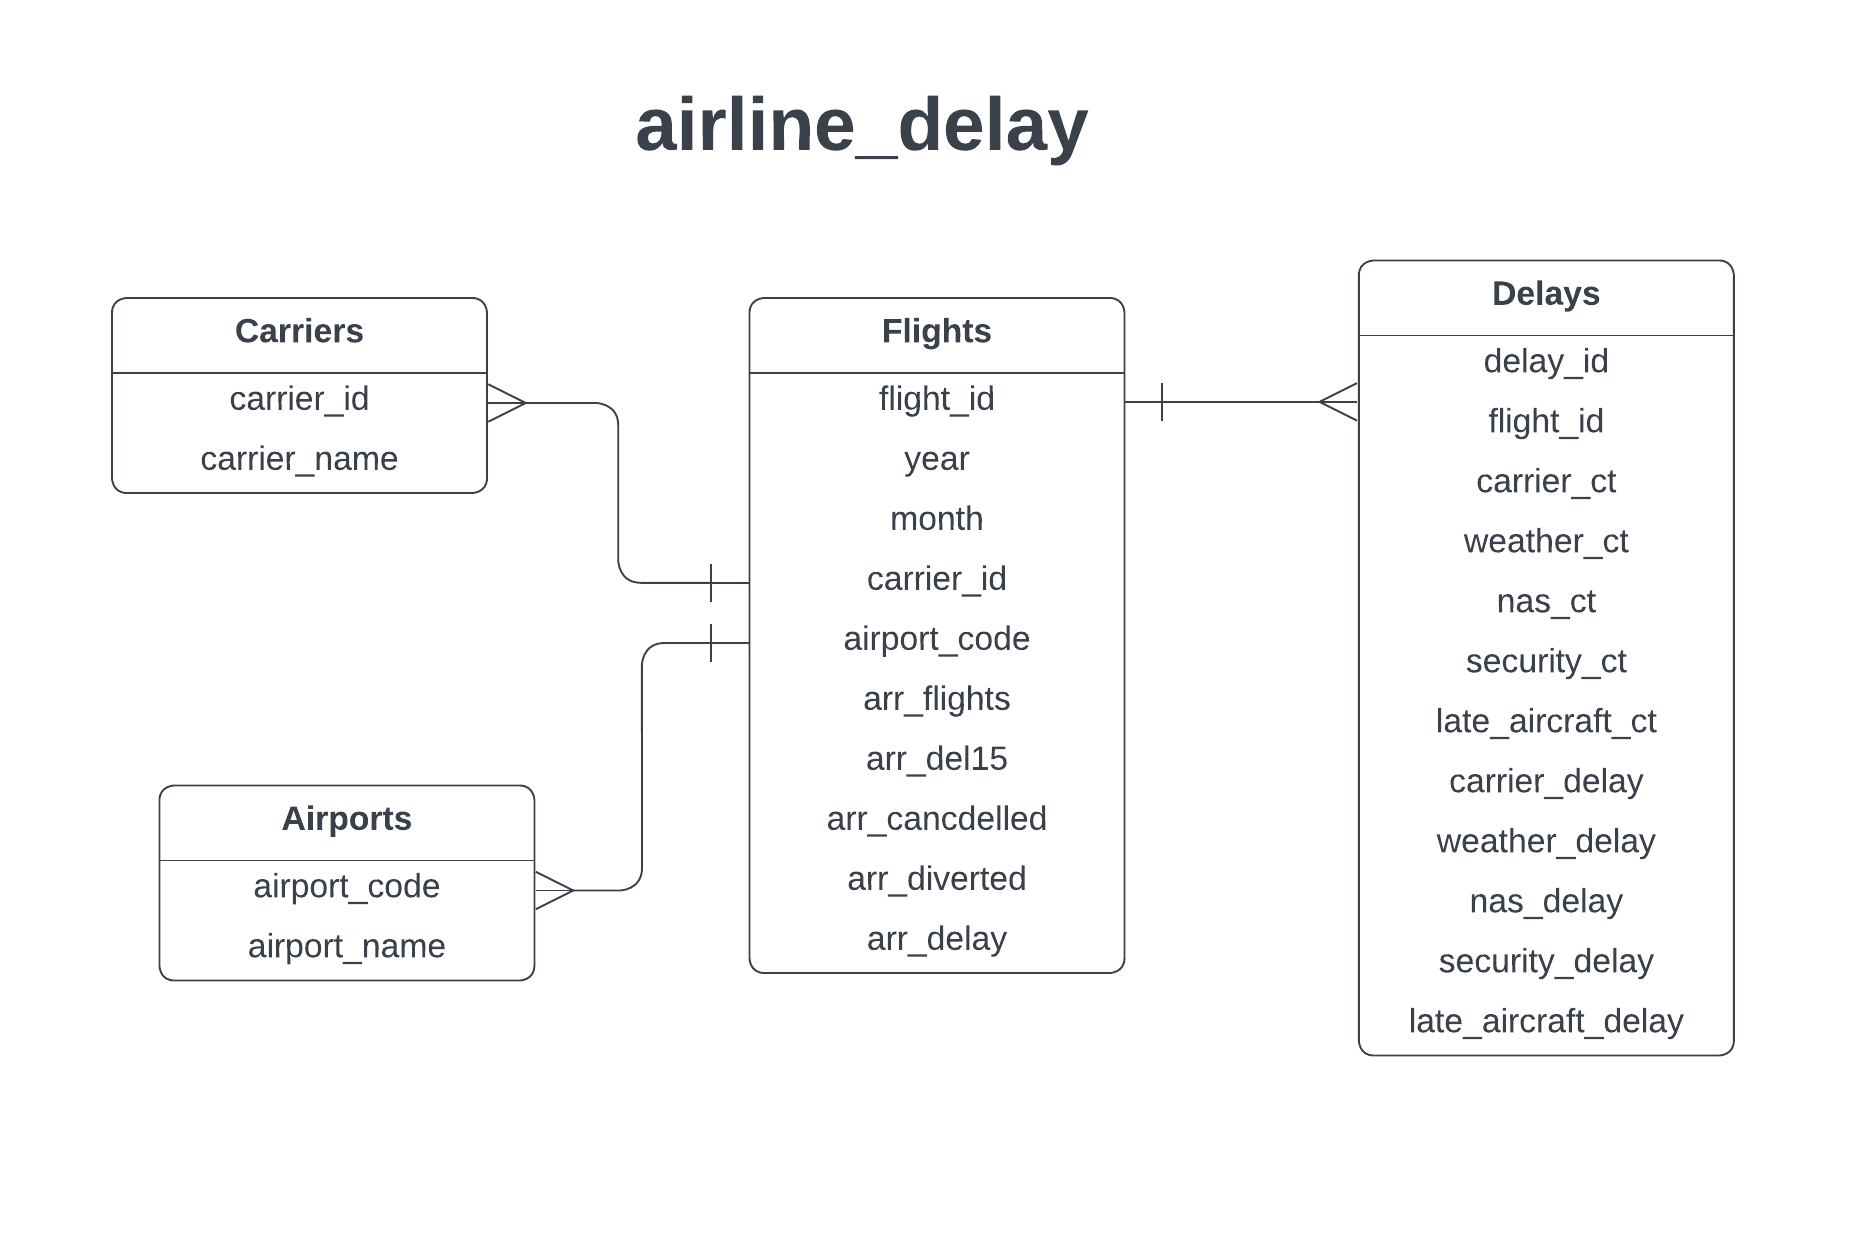 airline_delay
Carriers
carrier_id
carrier_name
Airports
airport_code
airport_name
Flights
flight_id
year
month
carrier_id
airport_code
arr_flights
arr_del15
arr_cancdelled
arr_diverted
arr_delay
Delays
delay_id
flight_id
carrier_ct
weather_ct
nas_ct
security_ct
late_aircraft_ct
carrier_delay
weather_delay
nas_delay
security_delay
late_aircraft_delay